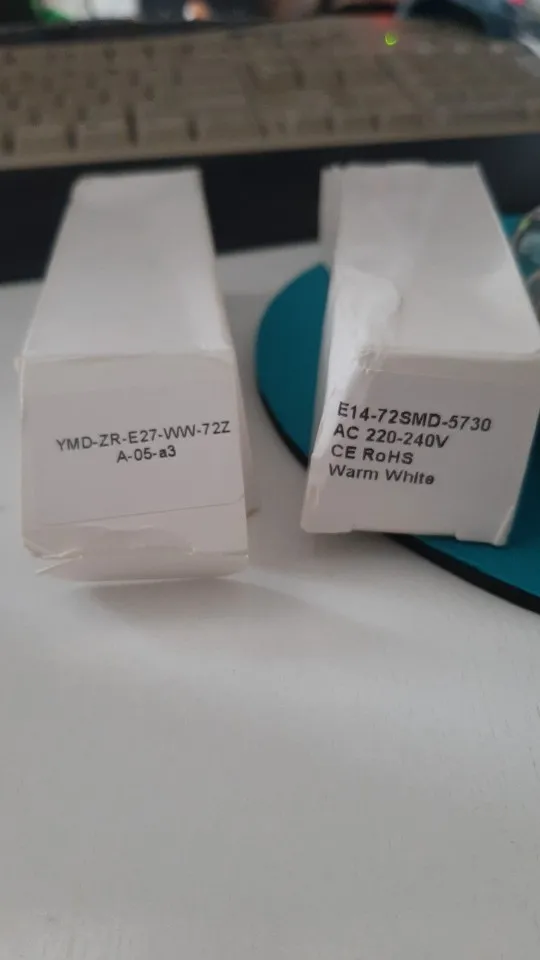 YMD-ZR-E27-WW-72Z
A-05-a3
E14-72SMD-5730
AC 220-240V
CE RoHS
Warm White